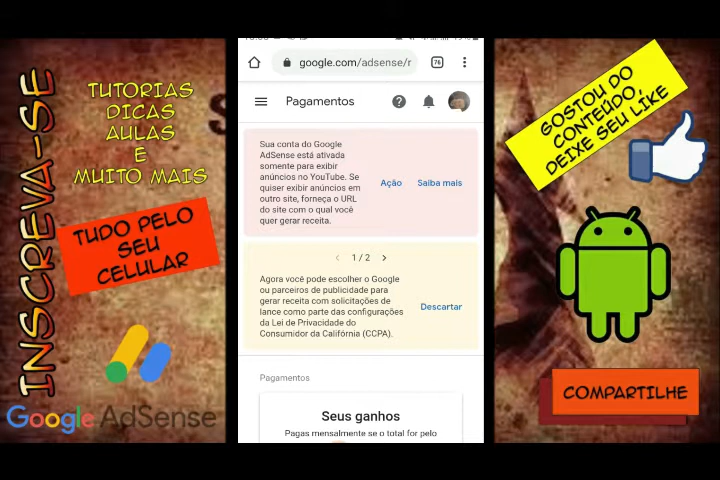 INSCREVA-SE
TUTORIAS
DICAS
AULAS
E
MUITO MAIS
TUDO PELO
SEU
CELULAR
Google AdSense
google.com/adsense/r
76
Pagamentos
Sua conta do Google
AdSense está ativada
somente para exibir
anúncios no YouTube. Se
quiser exibir anúncios em
outro site, forneça o URL
do site com o qual você
quer gerar receita.
Ação
Saiba mais
1 / 2
Agora você pode escolher o Google
ou parceiros de publicidade para
gerar receita com solicitações de
lance como parte das configurações
da Lei de Privacidade do
Consumidor da Califórnia (CCPA).
Descartar
Pagamentos
Seus ganhos
Pagas mensalmente se o total for pelo
GOSTOU DO
CONTEÚDO,
DEIXE SEU LIKE
COMPARTILHE